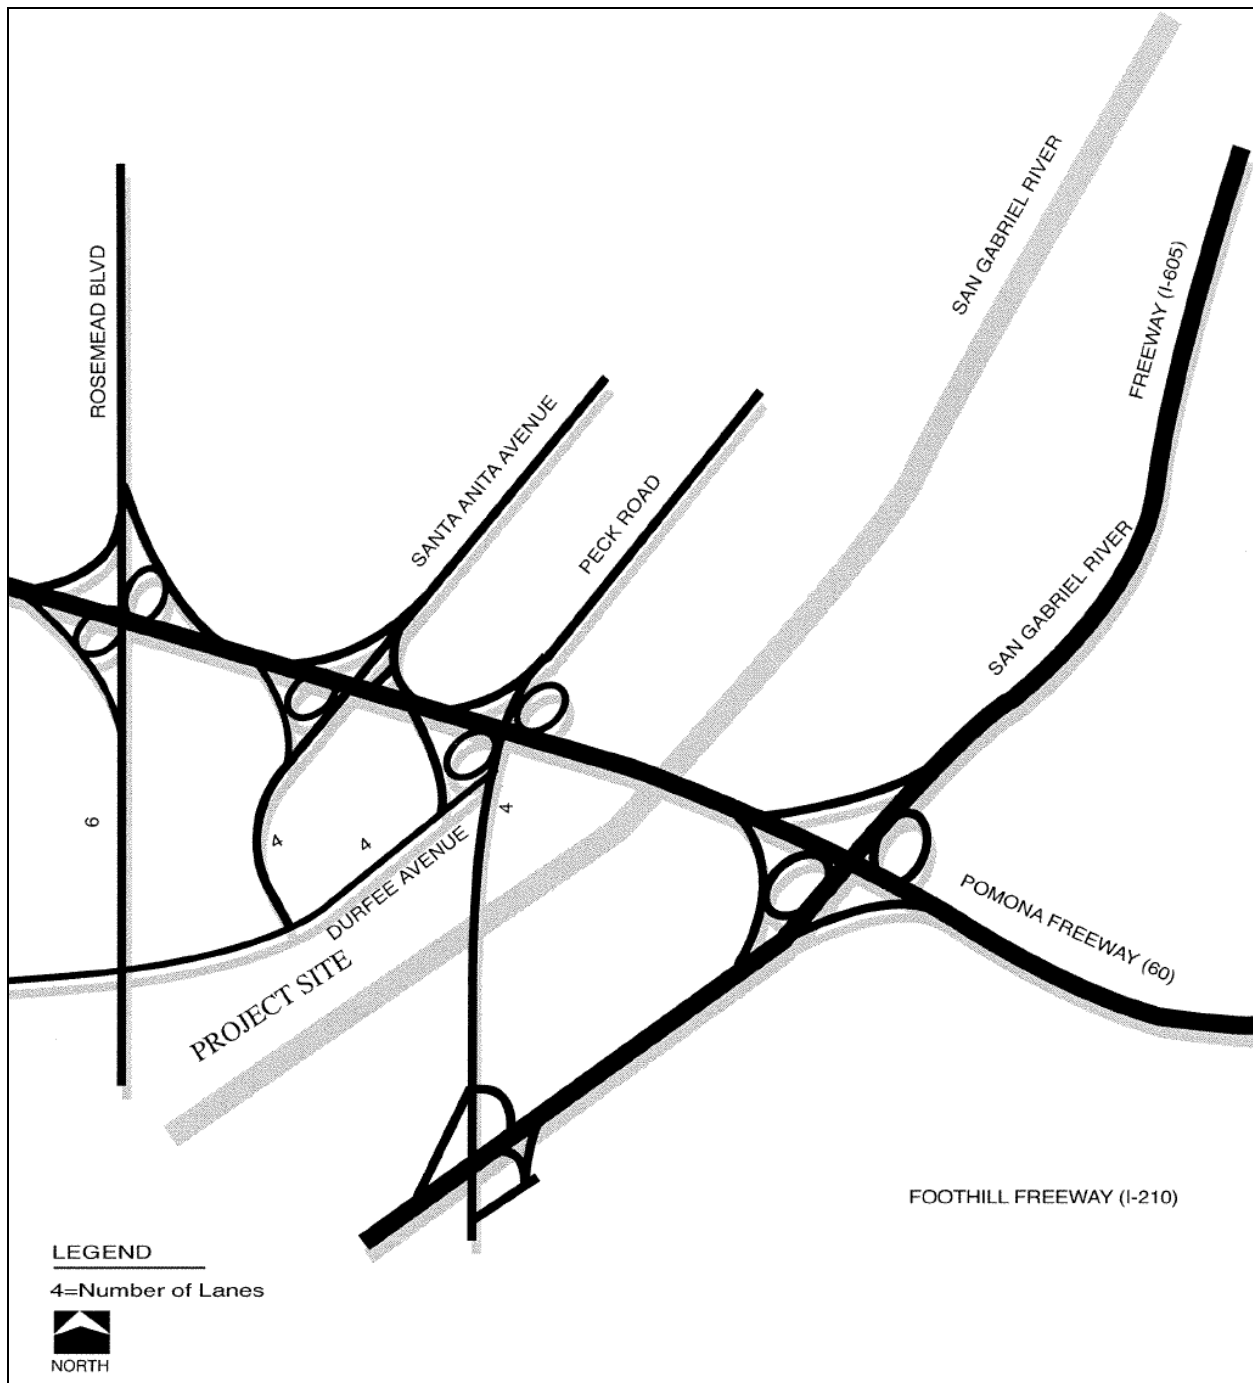 SAN GABRIEL RIVER
FREEWAY (I-605)
ROSEMEAD BLVD
SANTA ANITA AVENUE
PECK ROAD
SAN GABRIEL RIVER
6
4
4
4
DURFEE AVENUE
POMONA FREEWAY (60)
PROJECT SITE
FOOTHILL FREEWAY (I-210)
LEGEND
4=Number of Lanes
NORTH